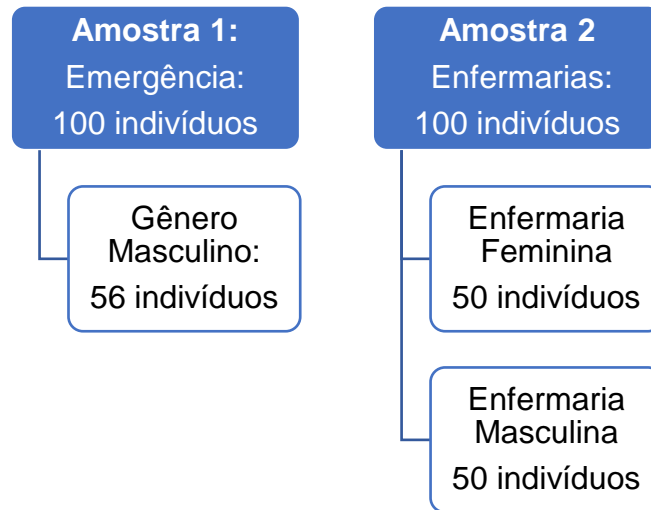 Amostra 1:
Emergência:
100 indivíduos
Gênero
Masculino:
56 indivíduos
Amostra 2
Enfermarias:
100 indivíduos
Enfermaria
Feminina
50 indivíduos
Enfermaria
Masculina
50 indivíduos